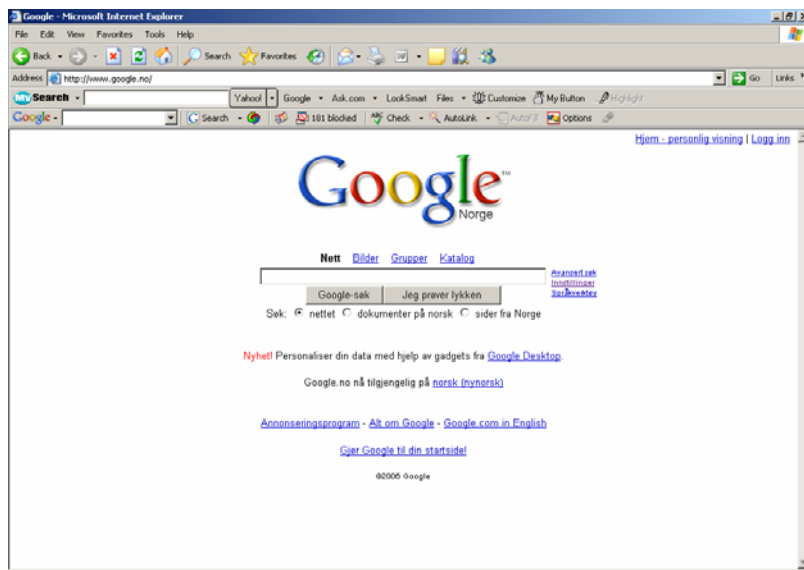 Google - Microsoft Internet Explorer
File Edit View Favorites Tools Help
Back Search Favorites
Address http://www.google.no/ Go Links
my Search Yahoo! Google Ask.com LookSmart Files Customize My Button Highlight
Google Search 181 blocked Check AutoLink AutoFill Options
Hjem - personlig visning | Logg inn
Google™
Norge
Nett Bilder Grupper Katalog
Avansert søk
Innstillinger
Språkverktøy
Google-søk Jeg prøver lykken
Søk: nettet dokumenter på norsk sider fra Norge
Nyhet! Personaliser din data med hjelp av gadgets fra Google Desktop.
Google.no nå tilgjengelig på norsk (nynorsk)
Annonseringsprogram - Alt om Google - Google.com in English
Gjør Google til din startside!
©2006 Google